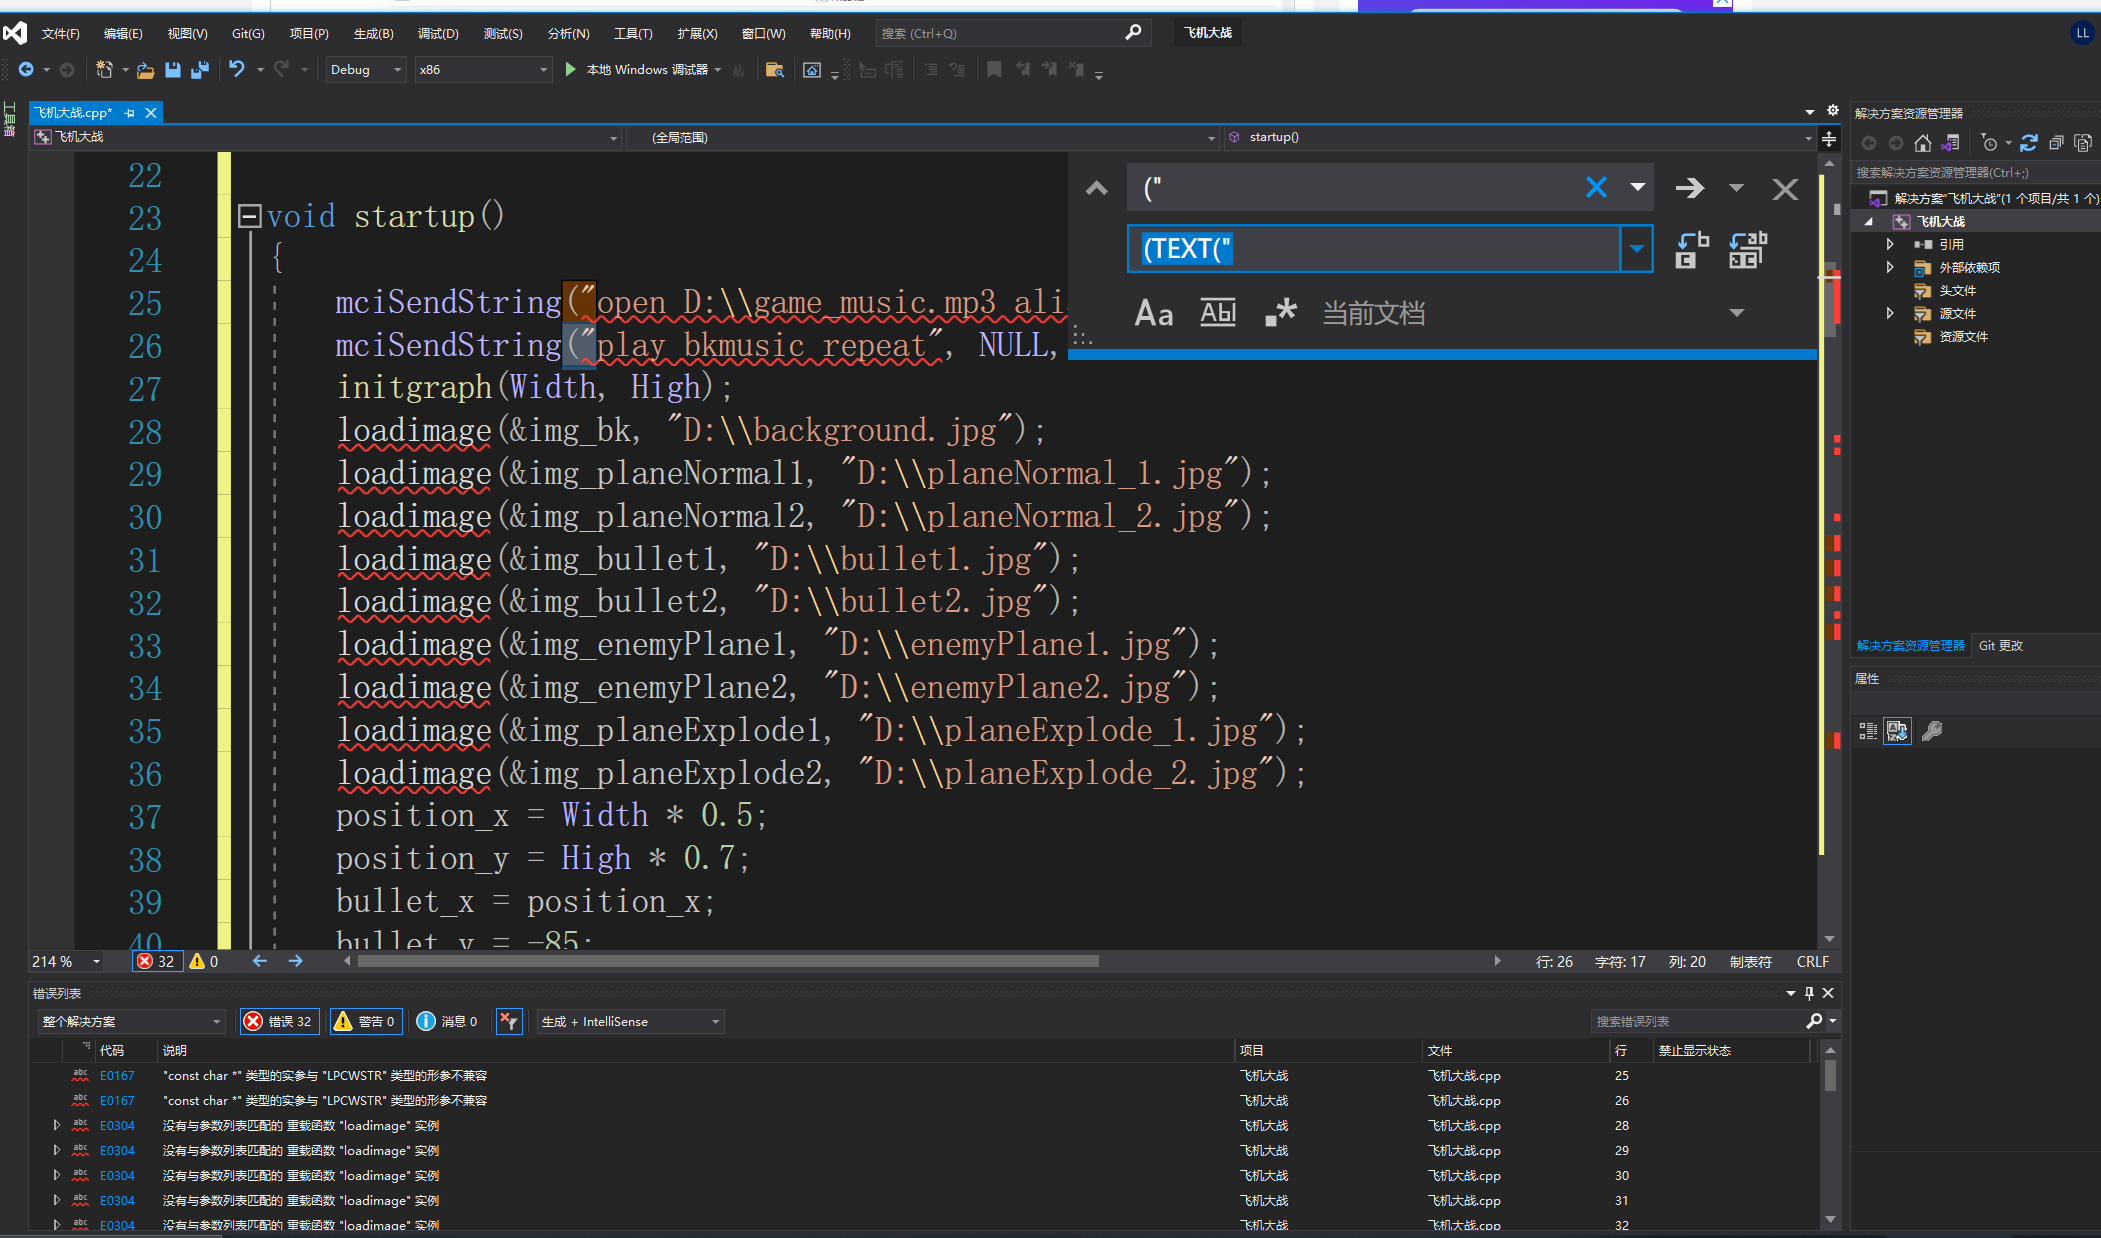 文件(F) 编辑(E) 视图(V) Git(G) 项目(P) 生成(B) 调试(D) 测试(S) 分析(N) 工具(T) 扩展(X) 窗口(W) 帮助(H) 搜索 (Ctrl+Q) 飞机大战 LL
Debug x86 本地 Windows 调试器
工具箱
飞机大战.cpp*
飞机大战 (全局范围) startup()
22
23 void startup()
24 {
25 mciSendString("open D:\\game_music.mp3 ali
26 mciSendString("play bkmusic repeat", NULL,
27 initgraph(Width, High);
28 loadimage(&img_bk, "D:\\background.jpg");
29 loadimage(&img_planeNormal1, "D:\\planeNormal_1.jpg");
30 loadimage(&img_planeNormal2, "D:\\planeNormal_2.jpg");
31 loadimage(&img_bullet1, "D:\\bullet1.jpg");
32 loadimage(&img_bullet2, "D:\\bullet2.jpg");
33 loadimage(&img_enemyPlane1, "D:\\enemyPlane1.jpg");
34 loadimage(&img_enemyPlane2, "D:\\enemyPlane2.jpg");
35 loadimage(&img_planeExplode1, "D:\\planeExplode_1.jpg");
36 loadimage(&img_planeExplode2, "D:\\planeExplode_2.jpg");
37 position_x = Width * 0.5;
38 position_y = High * 0.7;
39 bullet_x = position_x;
40 bullet_y = -85;
("
(TEXT("
Aa Abl .* 当前文档
214 % 32 0 行: 26 字符: 17 列: 20 制表符 CRLF
解决方案资源管理器
搜索解决方案资源管理器(Ctrl+;)
解决方案"飞机大战"(1 个项目/共 1 个)
飞机大战
引用
外部依赖项
头文件
源文件
资源文件
解决方案资源管理器 Git 更改
属性
错误列表
整个解决方案 错误 32 警告 0 消息 0 生成 + IntelliSense 搜索错误列表
代码 说明 项目 文件 行 禁止显示状态
abc E0167 "const char *" 类型的实参与 "LPCWSTR" 类型的形参不兼容 飞机大战 飞机大战.cpp 25
abc E0167 "const char *" 类型的实参与 "LPCWSTR" 类型的形参不兼容 飞机大战 飞机大战.cpp 26
abc E0304 没有与参数列表匹配的 重载函数 "loadimage" 实例 飞机大战 飞机大战.cpp 28
abc E0304 没有与参数列表匹配的 重载函数 "loadimage" 实例 飞机大战 飞机大战.cpp 29
abc E0304 没有与参数列表匹配的 重载函数 "loadimage" 实例 飞机大战 飞机大战.cpp 30
abc E0304 没有与参数列表匹配的 重载函数 "loadimage" 实例 飞机大战 飞机大战.cpp 31
abc E0304 没有与参数列表匹配的 重载函数 "loadimage" 实例 飞机大战 飞机大战.cpp 32